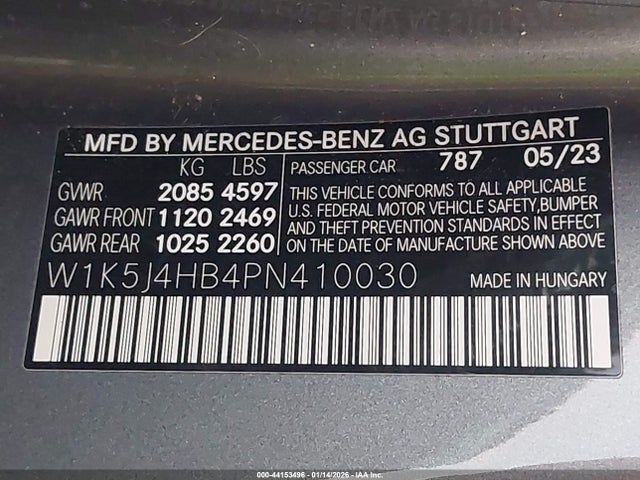 MFD BY MERCEDES-BENZ AG STUTTGART
KG LBS
GVWR 2085 4597
GAWR FRONT 1120 2469
GAWR REAR 1025 2260
PASSENGER CAR 787 05/23
THIS VEHICLE CONFORMS TO ALL APPLICABLE
U.S. FEDERAL MOTOR VEHICLE SAFETY,BUMPER
AND THEFT PREVENTION STANDARDS IN EFFECT
ON THE DATE OF MANUFACTURE SHOWN ABOVE.
W1K5J4HB4PN410030
MADE IN HUNGARY
000-44153496 - 01/14/2026 - IAAI, Inc.